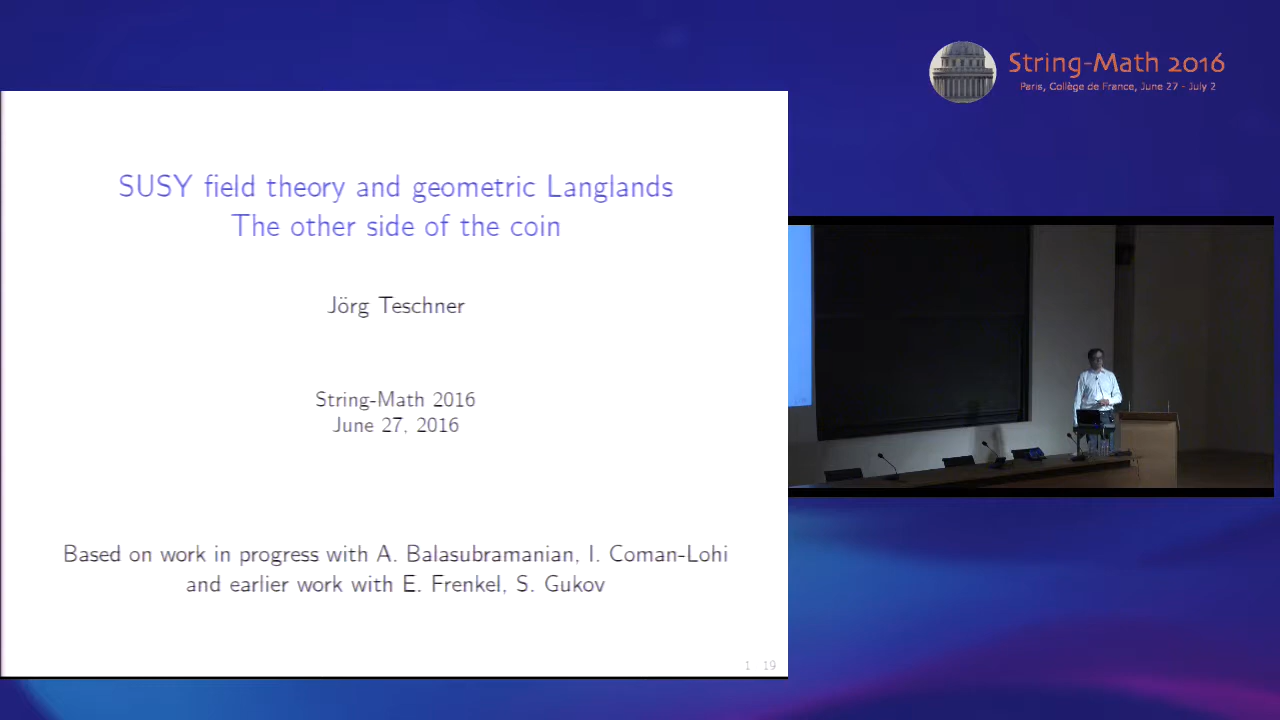 String-Math 2016
Paris, Collège de France, June 27 - July 2
SUSY field theory and geometric Langlands
The other side of the coin
Jörg Teschner
String-Math 2016
June 27, 2016
Based on work in progress with A. Balasubramanian, I. Coman-Lohi
and earlier work with E. Frenkel, S. Gukov
1 19